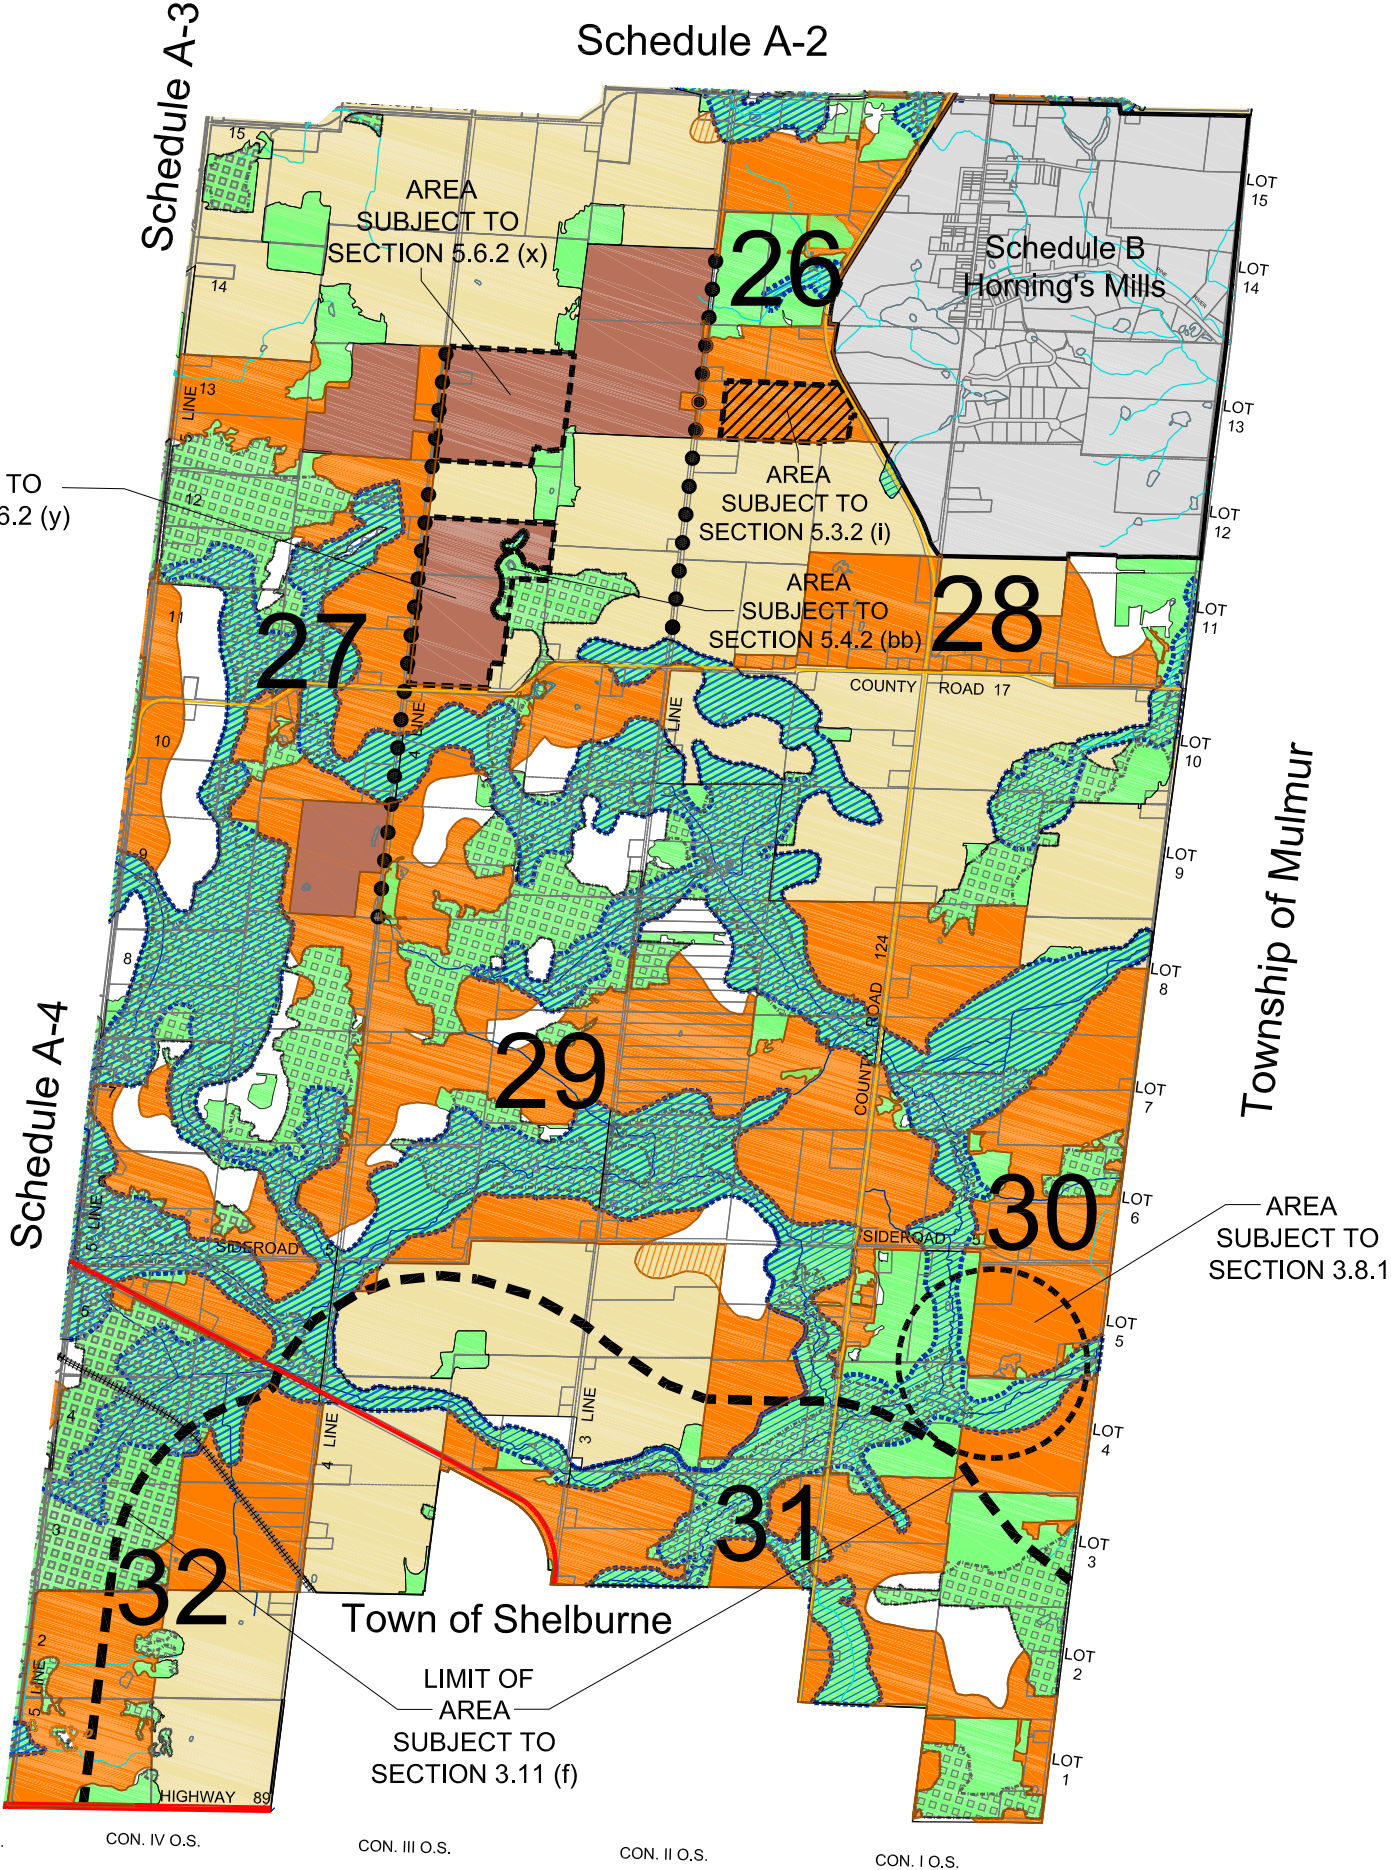 Schedule A-2
Schedule A-3
15
14
AREA
SUBJECT TO
SECTION 5.6.2 (x)
26
Schedule B
Horning's Mills
PINE
RIVER
LOT
15
LOT
14
LOT
13
LOT
12
LOT
11
LOT
10
LOT
9
LOT
8
LOT
7
LOT
6
LOT
5
LOT
4
LOT
3
LOT
2
LOT
1
13
5 LINE
TO
6.2 (y)
12
AREA
SUBJECT TO
SECTION 5.3.2 (i)
AREA
SUBJECT TO
SECTION 5.4.2 (bb)
28
27
11
COUNTY ROAD 17
10
4 LINE
3 LINE
9
8
7
Township of Mulmur
COUNTY ROAD 124
29
Schedule A-4
30
AREA
SUBJECT TO
SECTION 3.8.1
5 LINE
SIDEROAD 5
SIDEROAD 5
5
4
3
4 LINE
3 LINE
31
32
Town of Shelburne
2
5 LINE
LIMIT OF
AREA
SUBJECT TO
SECTION 3.11 (f)
HIGHWAY 89
CON. IV O.S.
CON. III O.S.
CON. II O.S.
CON. I O.S.